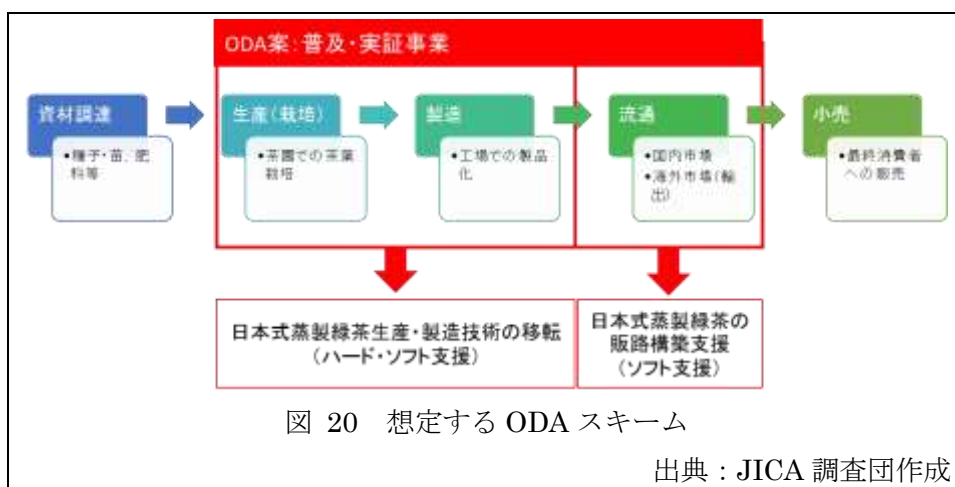 ODA案：普及・実証事業
資材調達
•種子・苗、肥
料等
生産（栽培）
•茶園での茶葉
栽培
製造
•工場での製品
化
流通
•国内市場
•海外市場（輸
出）
小売
•最終消費者
への販売
日本式蒸製緑茶生産・製造技術の移転
（ハード・ソフト支援）
日本式蒸製緑茶の
販路構築支援
（ソフト支援）
図 20　想定する ODA スキーム
出典：JICA 調査団作成